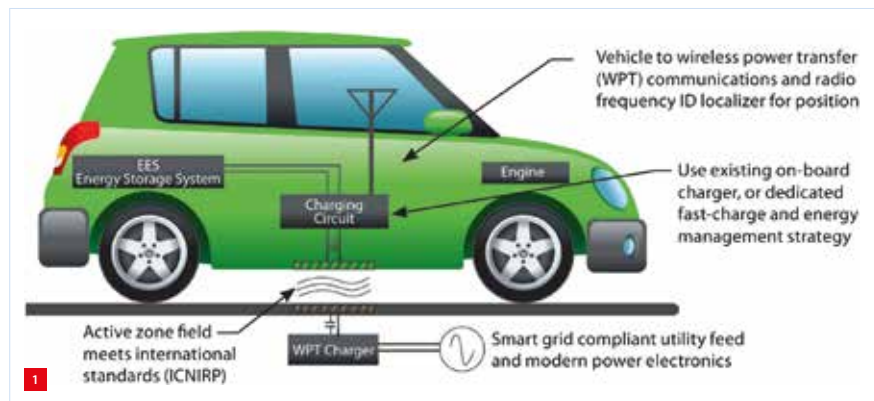 Vehicle to wireless power transfer
(WPT) communications and radio
frequency ID localizer for position
EES
Energy Storage System
Engine
Charging
Circuit
Use existing on-board
charger, or dedicated
fast-charge and energy
management strategy
Active zone field
meets international
standards (ICNIRP)
WPT Charger
Smart grid compliant utility feed
and modern power electronics
1